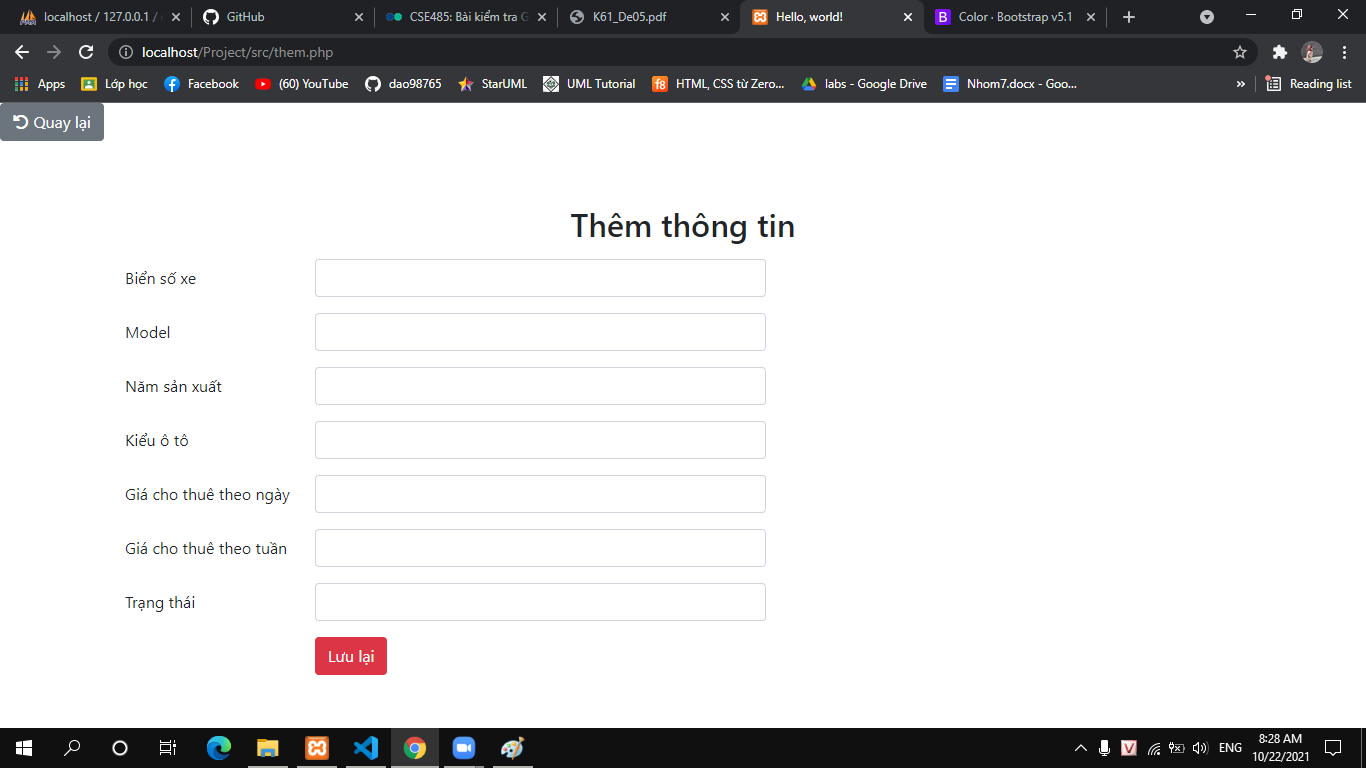 localhost / 127.0.0.1 /
GitHub
CSE485: Bài kiểm tra G
K61_De05.pdf
Hello, world!
Color · Bootstrap v5.1
localhost/Project/src/them.php
Apps
Lớp học
Facebook
(60) YouTube
dao98765
StarUML
UML Tutorial
f8
HTML, CSS từ Zero...
labs - Google Drive
Nhom7.docx - Goo...
»
Reading list
Quay lại
Thêm thông tin
Biển số xe
Model
Năm sản xuất
Kiểu ô tô
Giá cho thuê theo ngày
Giá cho thuê theo tuần
Trạng thái
Lưu lại
ENG
8:28 AM
10/22/2021